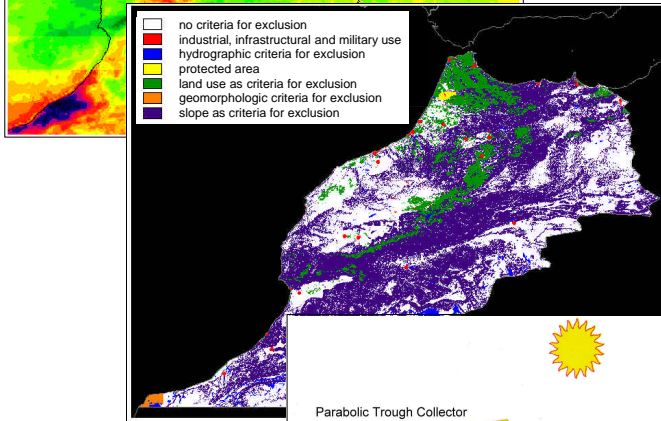 no criteria for exclusion
industrial, infrastructural and military use
hydrographic criteria for exclusion
protected area
land use as criteria for exclusion
geomorphologic criteria for exclusion
slope as criteria for exclusion
Parabolic Trough Collector